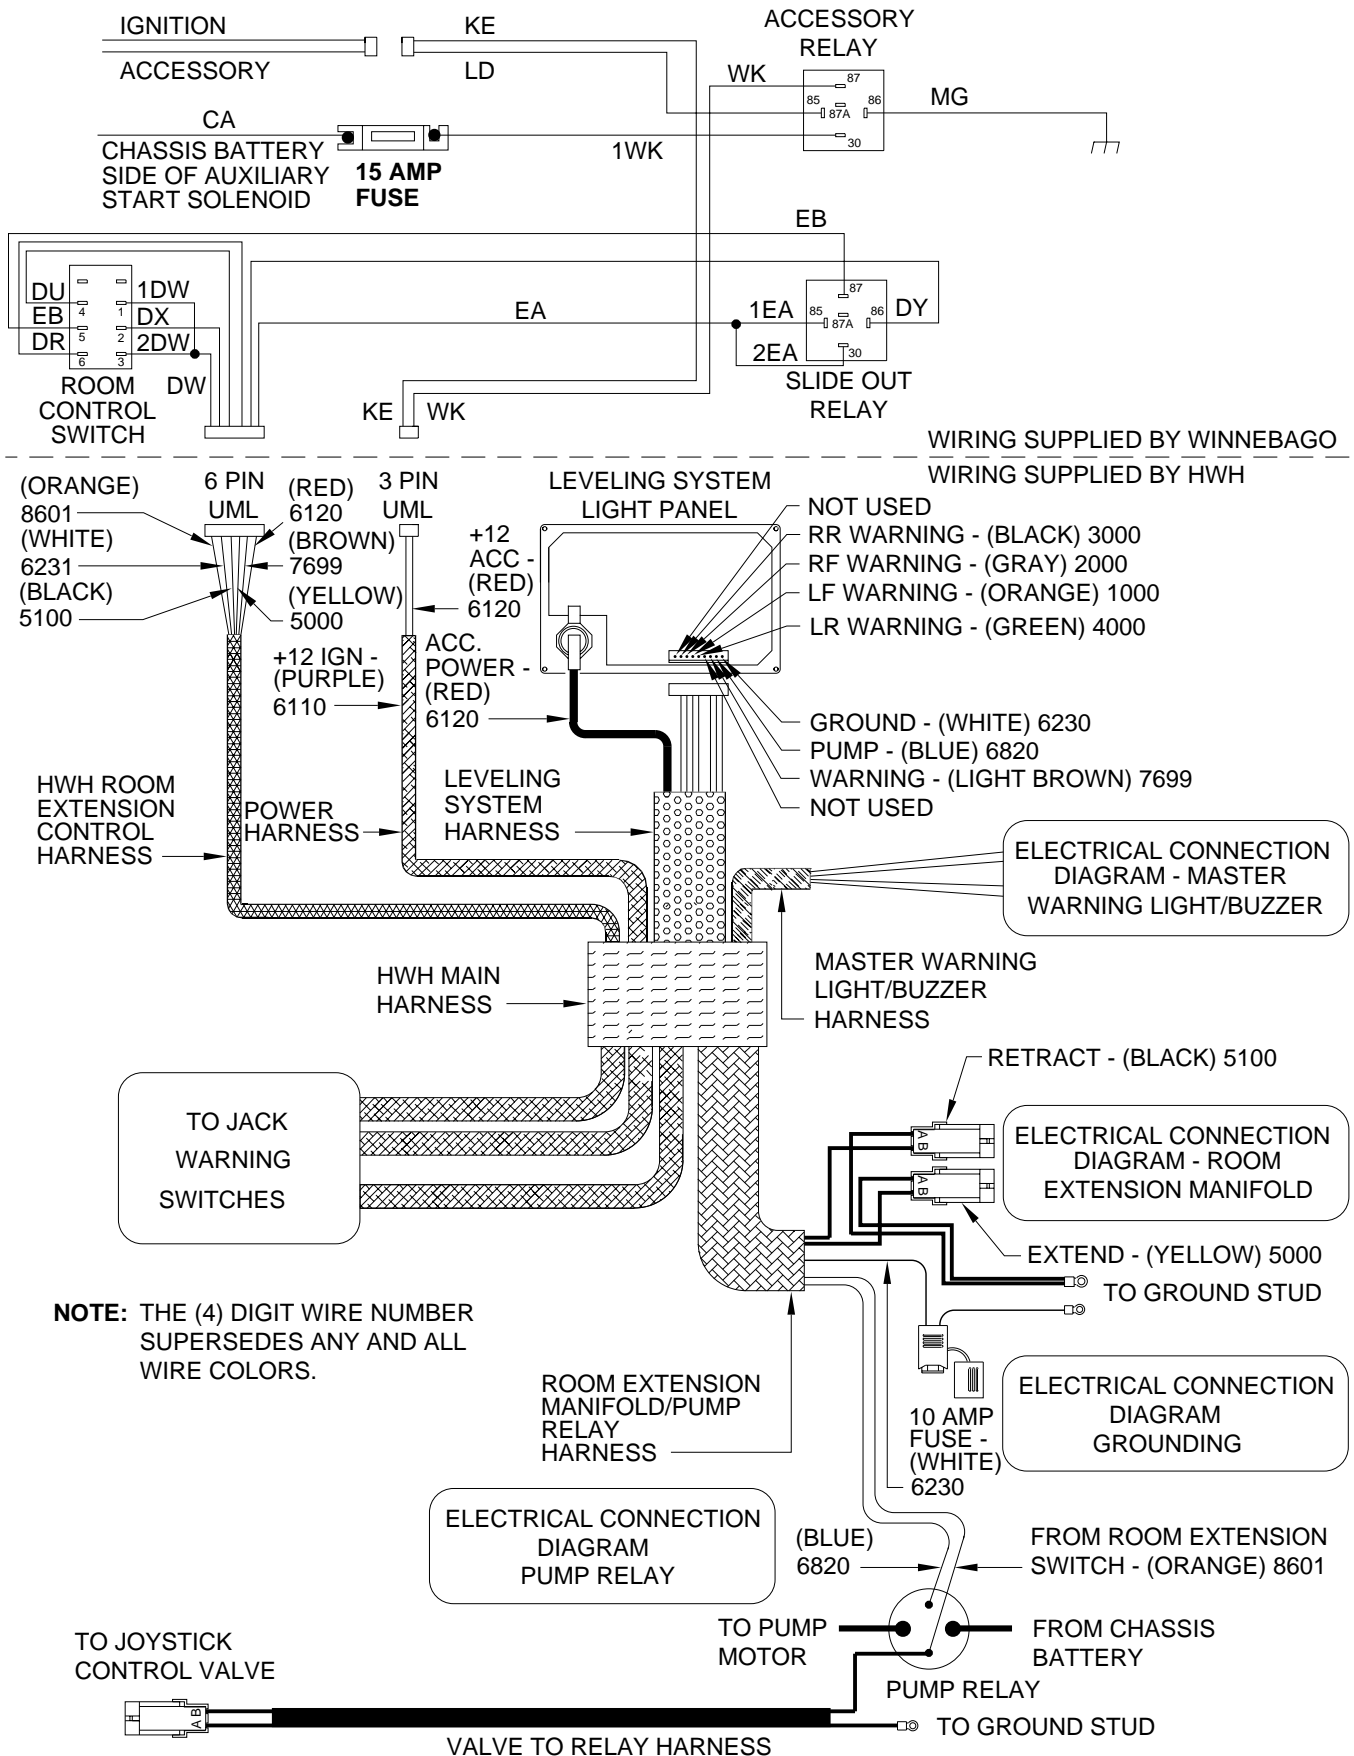 IGNITION
KE
ACCESSORY
RELAY
ACCESSORY
LD
WK
87
85
86
87A
30
MG
CA
1WK
CHASSIS BATTERY
SIDE OF AUXILIARY
START SOLENOID
15 AMP
FUSE
EB
DU
1DW
4
1
EB
DX
5
2
DR
2DW
6
3
ROOM
CONTROL
SWITCH
DW
EA
1EA
2EA
87
85
86
87A
30
DY
SLIDE OUT
RELAY
KE
WK
WIRING SUPPLIED BY WINNEBAGO
WIRING SUPPLIED BY HWH
(ORANGE)
8601
(WHITE)
6231
(BLACK)
5100
6 PIN
UML
(RED)
6120
(BROWN)
7699
(YELLOW)
5000
3 PIN
UML
+12
ACC -
(RED)
6120
LEVELING SYSTEM
LIGHT PANEL
NOT USED
RR WARNING - (BLACK) 3000
RF WARNING - (GRAY) 2000
LF WARNING - (ORANGE) 1000
LR WARNING - (GREEN) 4000
+12 IGN -
(PURPLE)
6110
ACC.
POWER -
(RED)
6120
GROUND - (WHITE) 6230
PUMP - (BLUE) 6820
WARNING - (LIGHT BROWN) 7699
NOT USED
HWH ROOM
EXTENSION
CONTROL
HARNESS
POWER
HARNESS
LEVELING
SYSTEM
HARNESS
ELECTRICAL CONNECTION
DIAGRAM - MASTER
WARNING LIGHT/BUZZER
HWH MAIN
HARNESS
MASTER WARNING
LIGHT/BUZZER
HARNESS
RETRACT - (BLACK) 5100
TO JACK
WARNING
SWITCHES
A
B
A
B
ELECTRICAL CONNECTION
DIAGRAM - ROOM
EXTENSION MANIFOLD
EXTEND - (YELLOW) 5000
TO GROUND STUD
NOTE: THE (4) DIGIT WIRE NUMBER
SUPERSEDES ANY AND ALL
WIRE COLORS.
ROOM EXTENSION
MANIFOLD/PUMP
RELAY
HARNESS
10 AMP
FUSE -
(WHITE)
6230
ELECTRICAL CONNECTION
DIAGRAM
GROUNDING
ELECTRICAL CONNECTION
DIAGRAM
PUMP RELAY
(BLUE)
6820
FROM ROOM EXTENSION
SWITCH - (ORANGE) 8601
TO PUMP
MOTOR
FROM CHASSIS
BATTERY
PUMP RELAY
TO JOYSTICK
CONTROL VALVE
A B
TO GROUND STUD
VALVE TO RELAY HARNESS